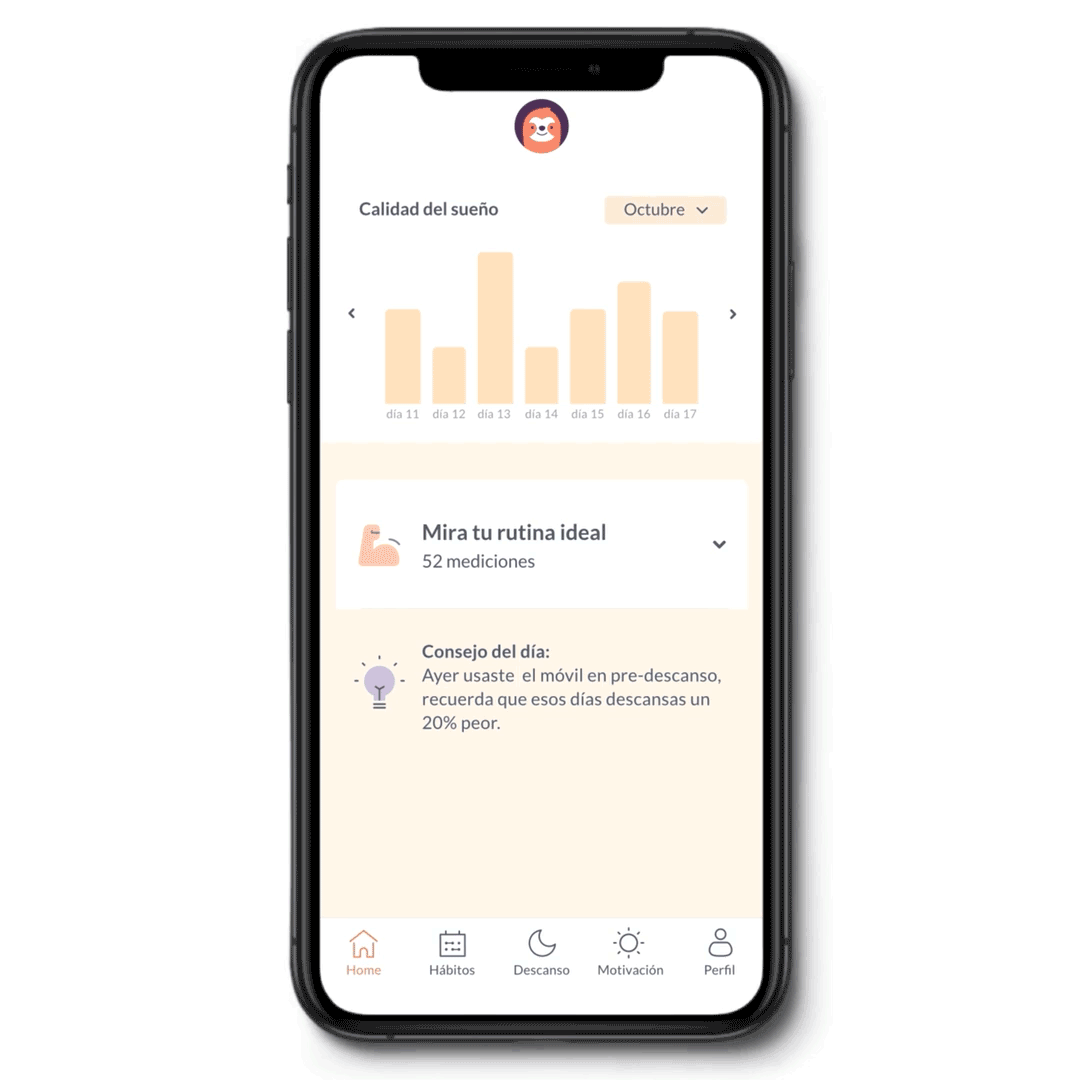 Calidad del sueño
Octubre
día 11 día 12 día 13 día 14 día 15 día 16 día 17
Mira tu rutina ideal
52 mediciones
Consejo del día:
Ayer usaste el móvil en pre-descanso,
recuerda que esos días descansas un
20% peor.
Home Hábitos Descanso Motivación Perfil